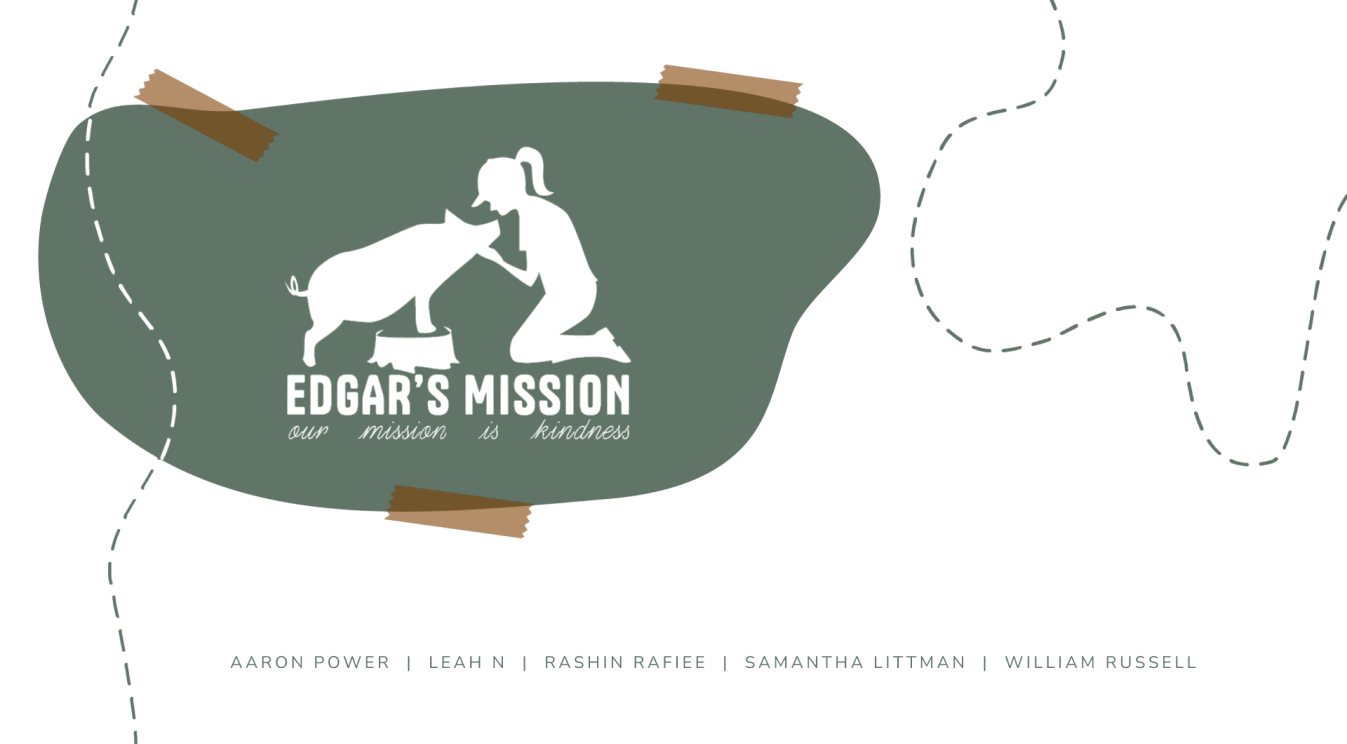 EDGAR'S MISSION
our mission is kindness
AARON POWER | LEAH N | RASHIN RAFIEE | SAMANTHA LITTMAN | WILLIAM RUSSELL